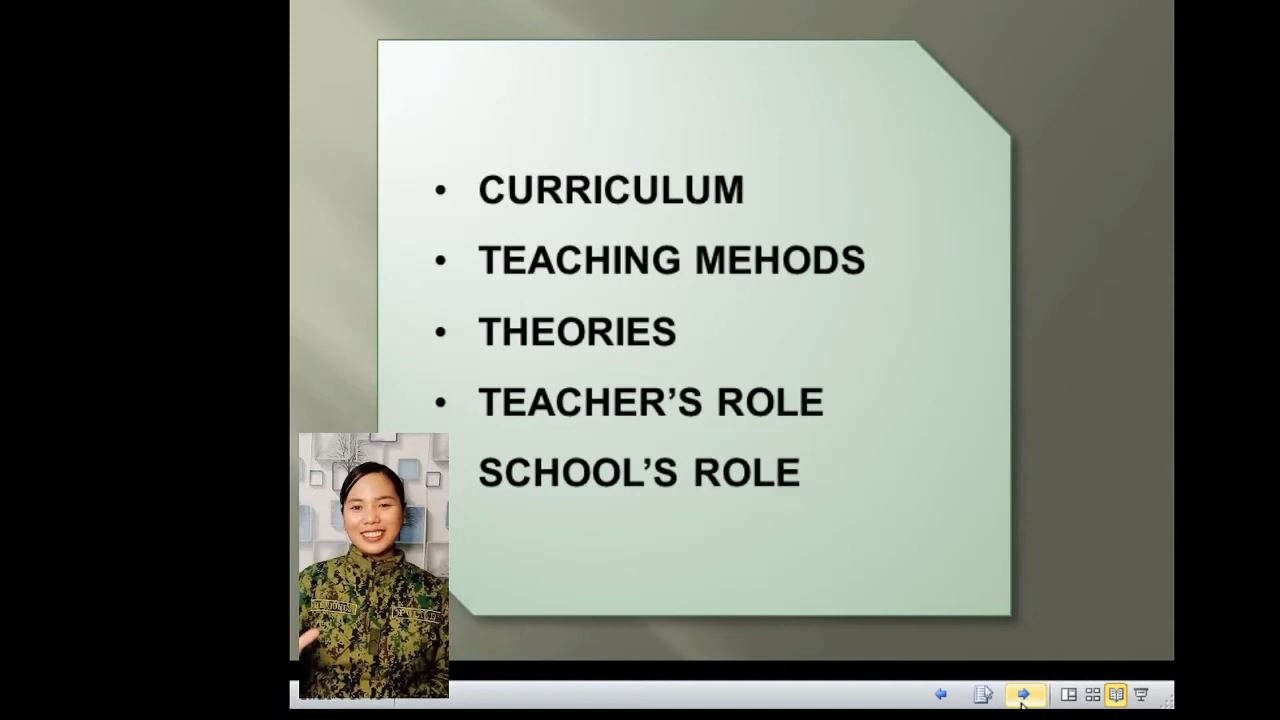 • CURRICULUM
• TEACHING MEHODS
• THEORIES
• TEACHER’S ROLE
SCHOOL’S ROLE